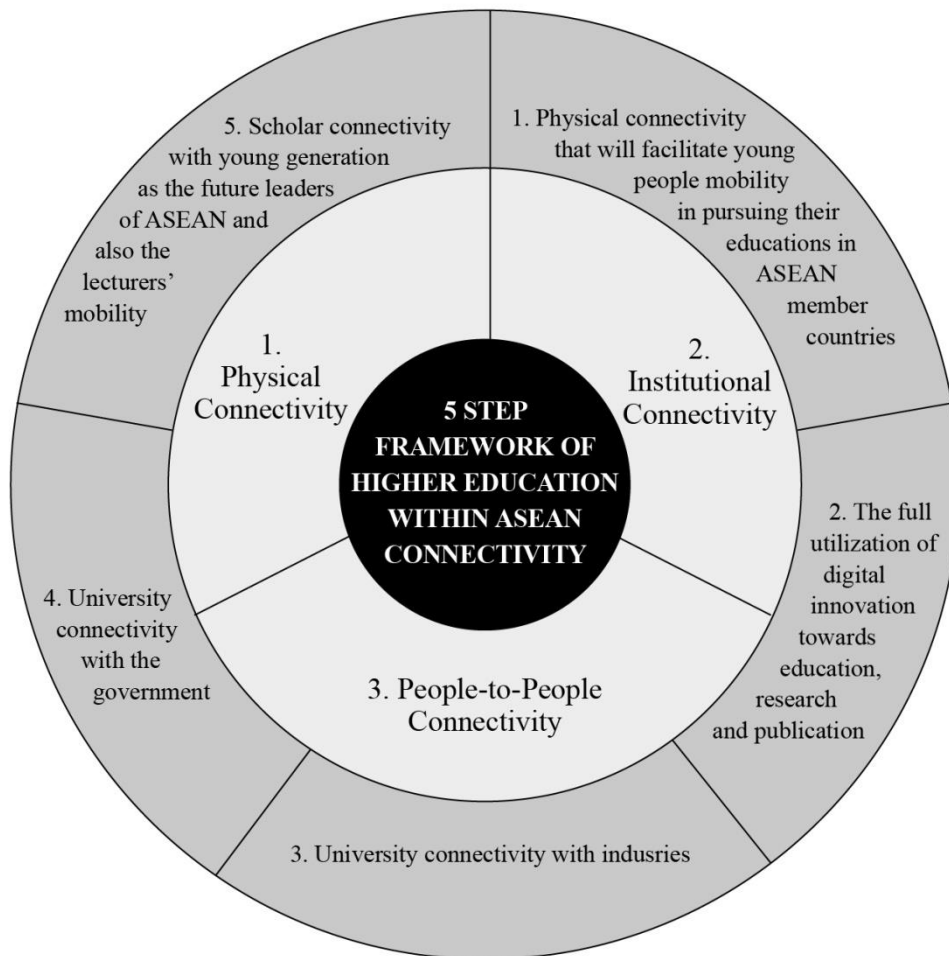 5 STEP
FRAMEWORK OF
HIGHER EDUCATION
WITHIN ASEAN
CONNECTIVITY
1.
Physical
Connectivity
2.
Institutional
Connectivity
3. People-to-People
Connectivity
1. Physical connectivity
that will facilitate young
people mobility
in pursuing their
educations in
ASEAN
member
countries
2. The full
utilization of
digital
innovation
towards
education,
research
and publication
3. University connectivity with indusries
4. University
connectivity
with the
government
5. Scholar connectivity
with young generation
as the future leaders
of ASEAN and
also the
lecturers’
mobility